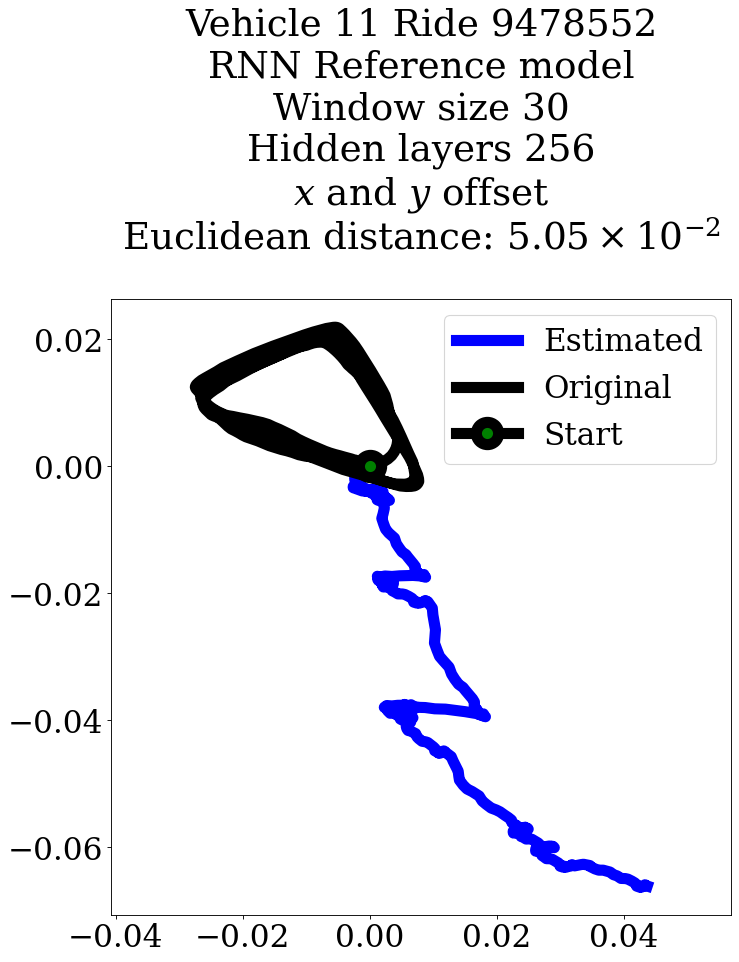 Vehicle 11 Ride 9478552
RNN Reference model
Window size 30
Hidden layers 256
x and y offset
Euclidean distance: 5.05 × 10⁻²
Estimated
Original
Start
0.02
0.00
−0.02
−0.04
−0.06
−0.04 −0.02 0.00 0.02 0.04